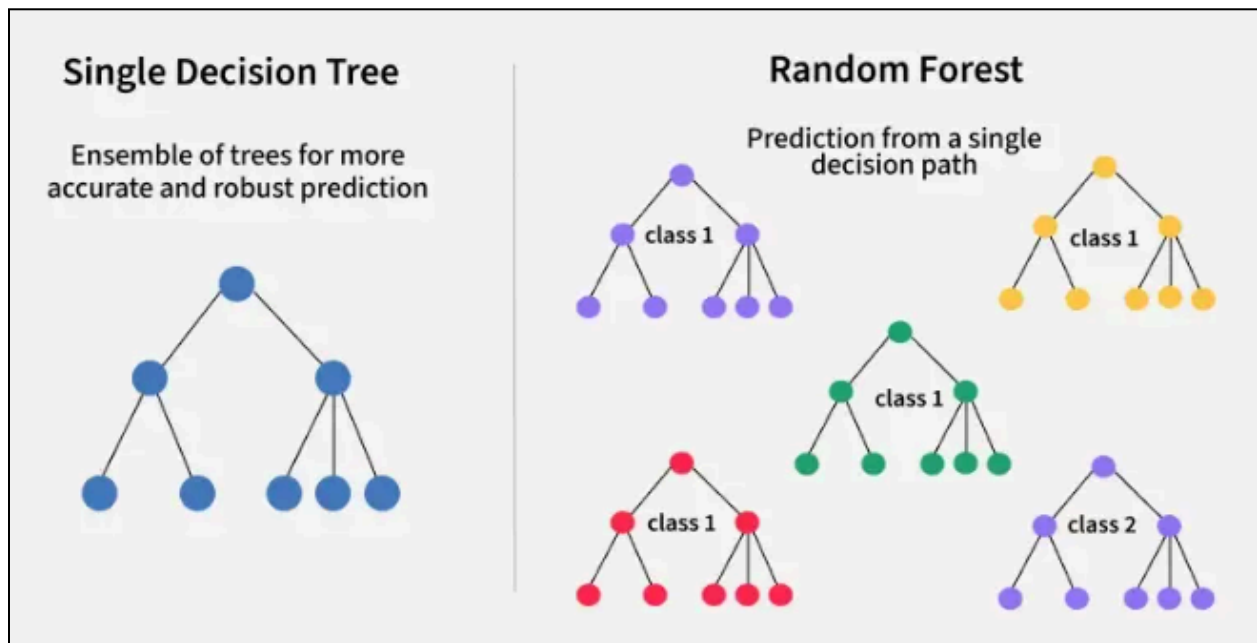 Single Decision Tree
Ensemble of trees for more
accurate and robust prediction
Random Forest
Prediction from a single
decision path
class 1
class 1
class 1
class 1
class 2